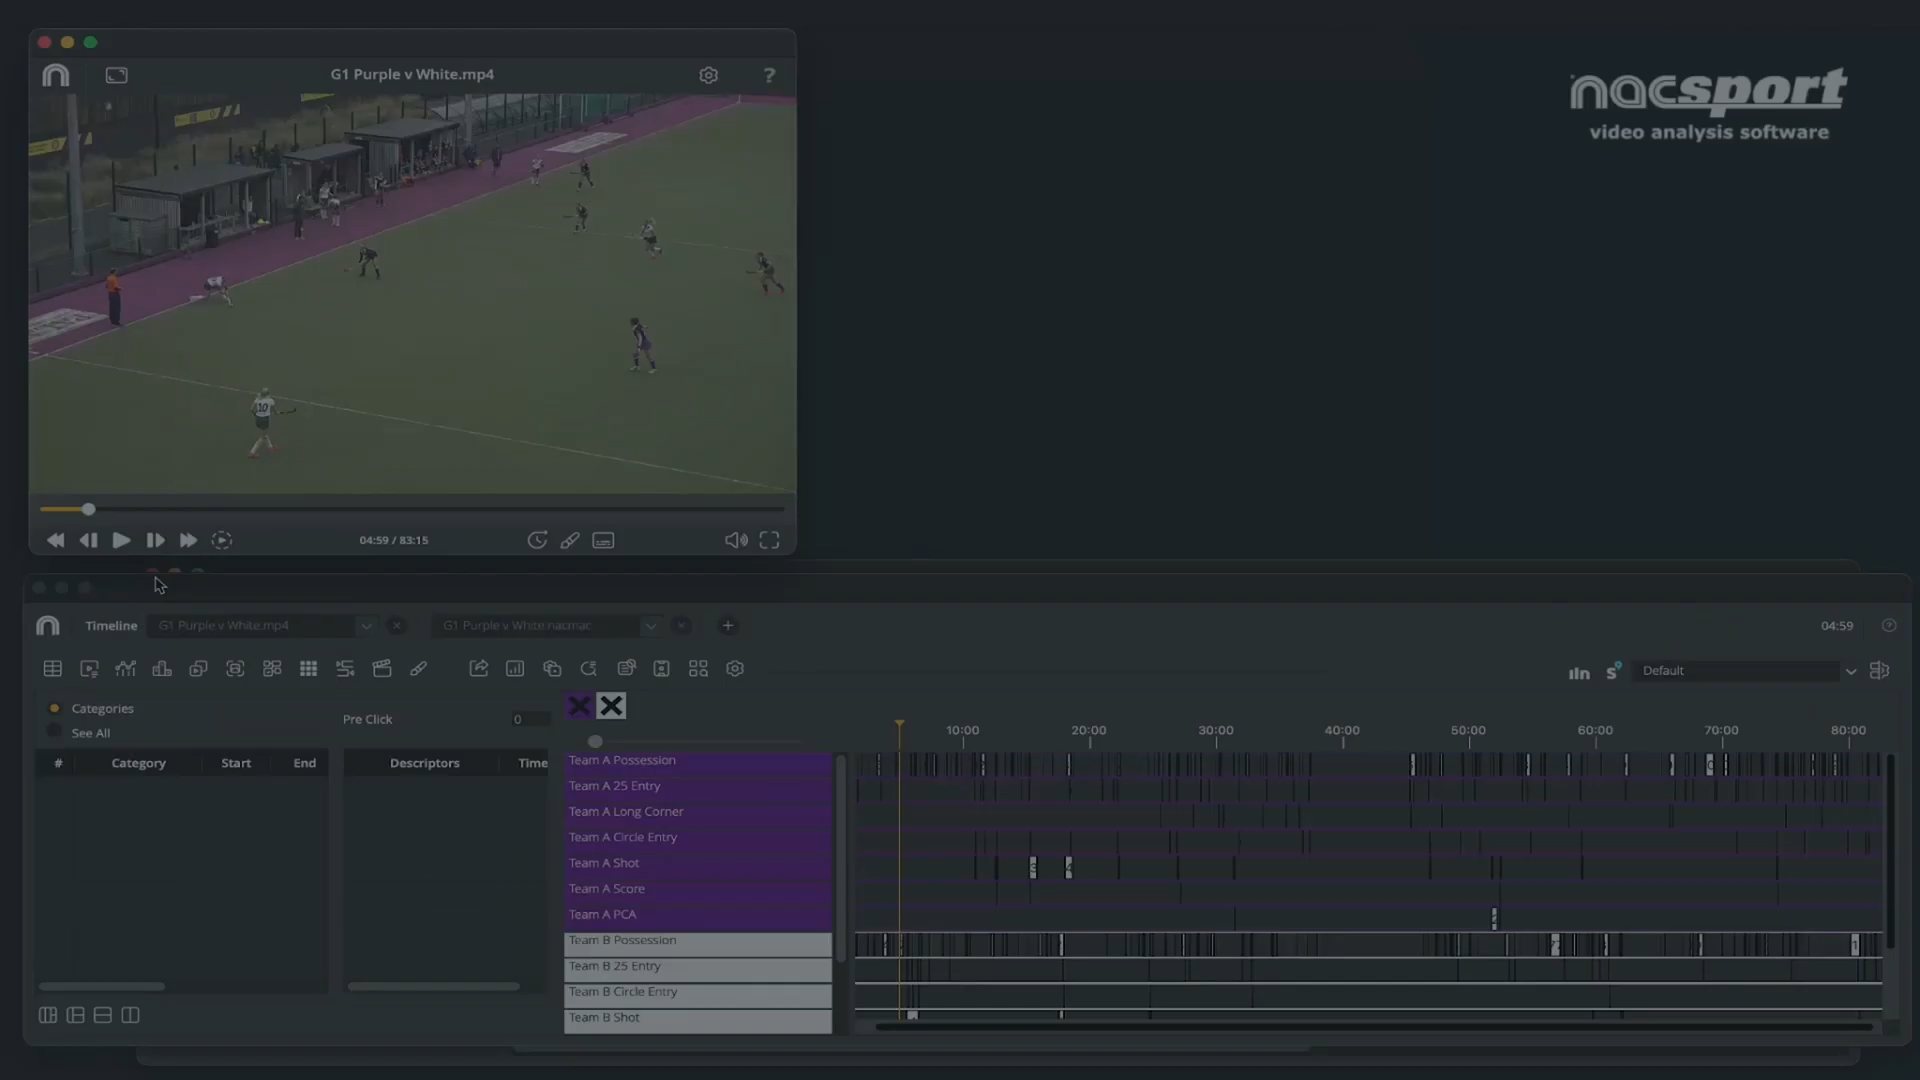 G1 Purple v White.mp4
?
nacsport
video analysis software
10
04:59 / 83:15
Timeline
G1 Purple v White.mp4
G1 Purple v White.nacmac
04:59
Default
Categories
See All
Pre Click
0
#
Category
Start
End
Descriptors
Time
10:00
20:00
30:00
40:00
50:00
60:00
70:00
80:00
Team A Possession
Team A 25 Entry
Team A Long Corner
Team A Circle Entry
Team A Shot
Team A Score
Team A PCA
Team B Possession
Team B 25 Entry
Team B Circle Entry
Team B Shot